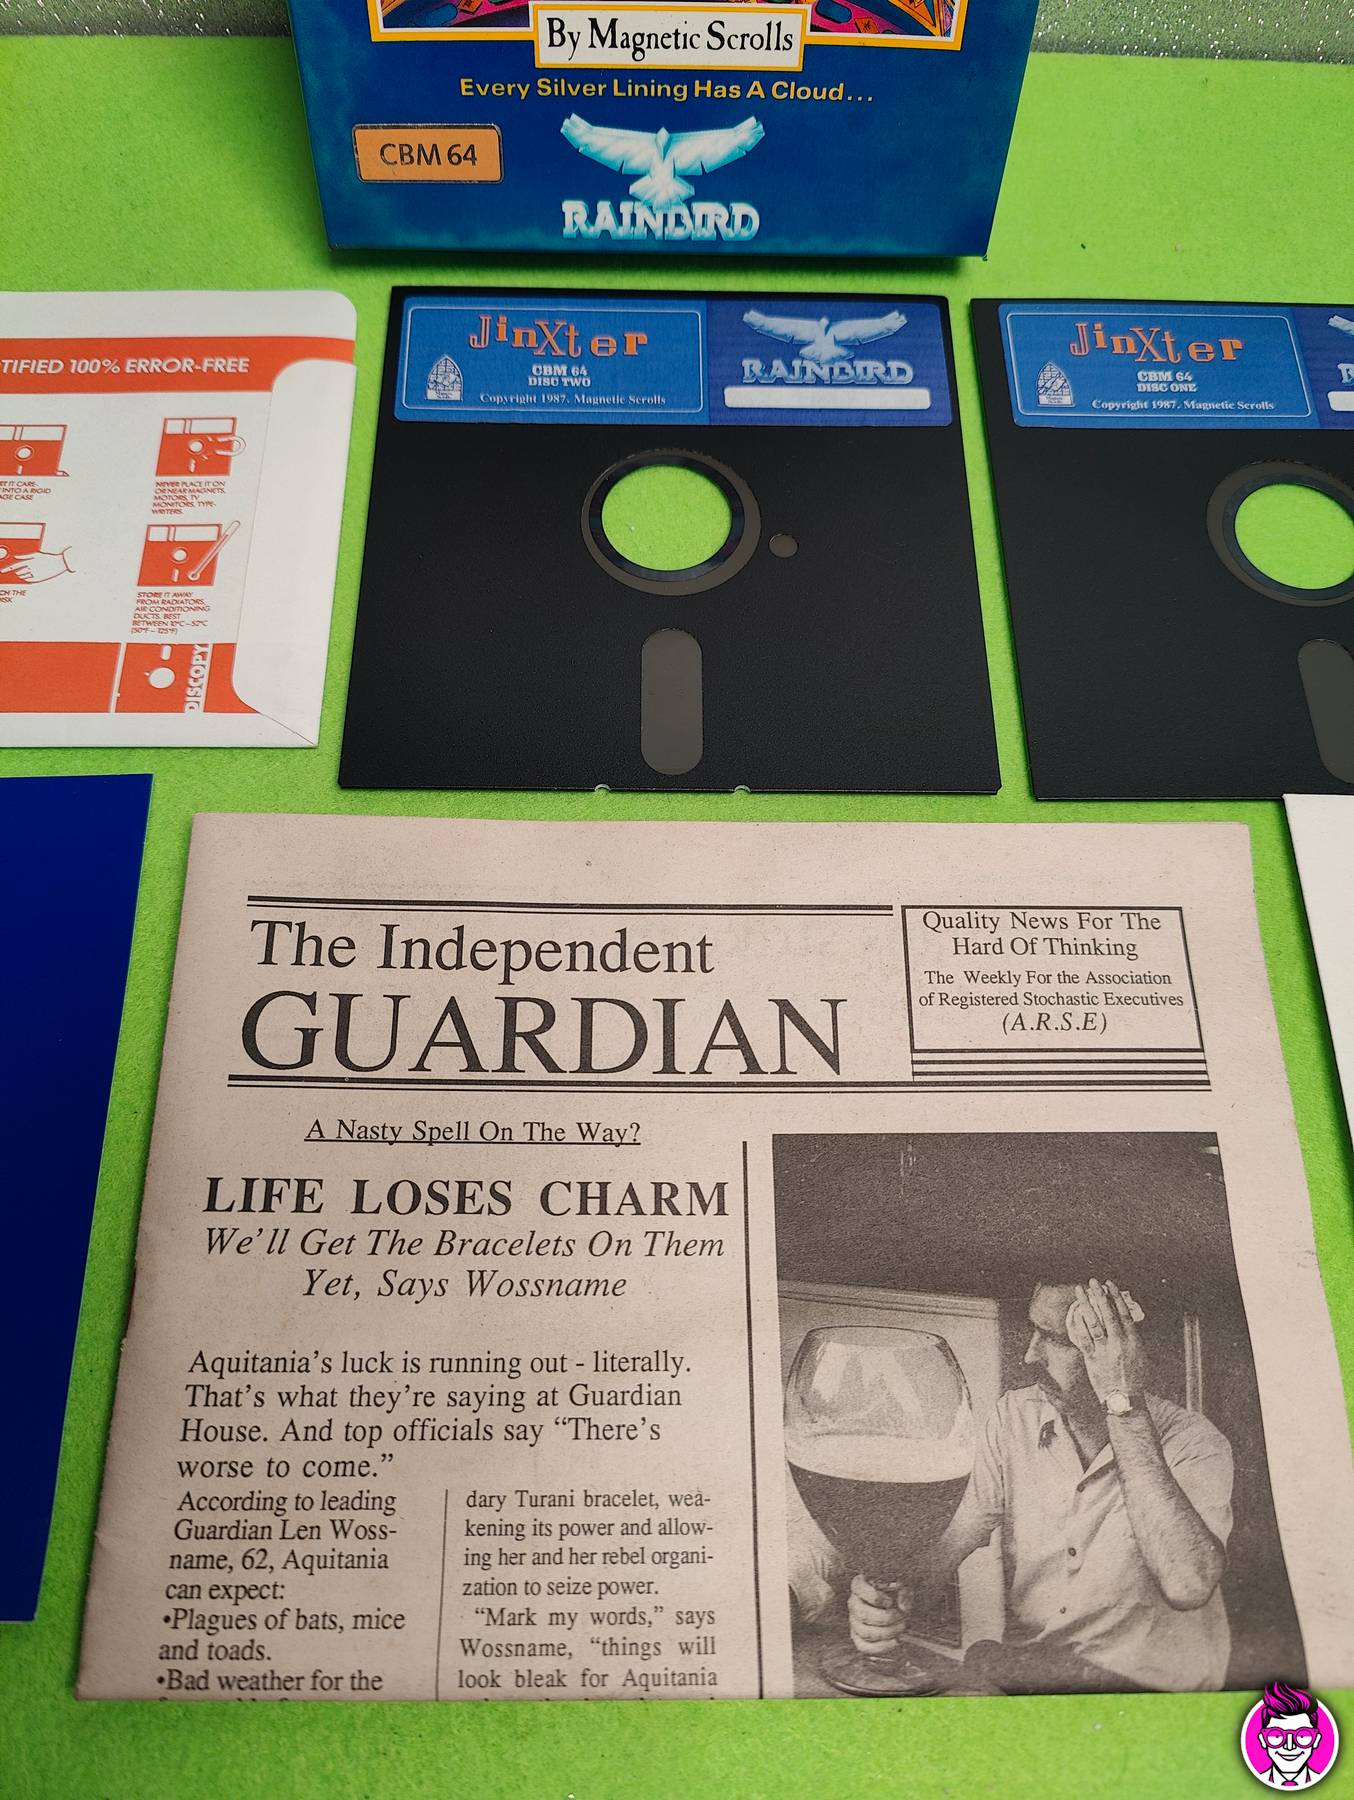 By Magnetic Scrolls
Every Silver Lining Has A Cloud...
CBM 64
RAINBIRD
TIFIED 100% ERROR-FREE
NEVER PLACE IT ON
OR NEAR MAGNETS,
MOTORS, TV
MONITORS, TYPE-
WRITERS.
STORE IT AWAY
FROM RADIATORS,
AIR CONDITIONING
DUCTS. BEST
BETWEEN 10°C–52°C
(50°F–125°F)
DISCOPY
JinXter
CBM 64
DISC TWO
Copyright 1987. Magnetic Scrolls
RAINBIRD
JinXter
CBM 64
DISC ONE
Copyright 1987. Magnetic Scrolls
The Independent
GUARDIAN
Quality News For The
Hard Of Thinking
The Weekly For the Association
of Registered Stochastic Executives
(A.R.S.E)
A Nasty Spell On The Way?
LIFE LOSES CHARM
We'll Get The Bracelets On Them
Yet, Says Wossname
Aquitania's luck is running out - literally.
That's what they're saying at Guardian
House. And top officials say “There's
worse to come.”
According to leading
Guardian Len Woss-
name, 62, Aquitania
can expect:
•Plagues of bats, mice
and toads.
•Bad weather for the
dary Turani bracelet, wea-
kening its power and allow-
ing her and her rebel organi-
zation to seize power.
“Mark my words,” says
Wossname, “things will
look bleak for Aquitania